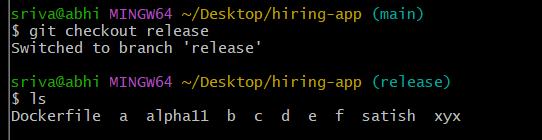 sriva@abhi MINGW64 ~/Desktop/hiring-app (main)
$ git checkout release
Switched to branch 'release'
sriva@abhi MINGW64 ~/Desktop/hiring-app (release)
$ ls
Dockerfile  a  alpha11  b  c  d  e  f  satish  xyx